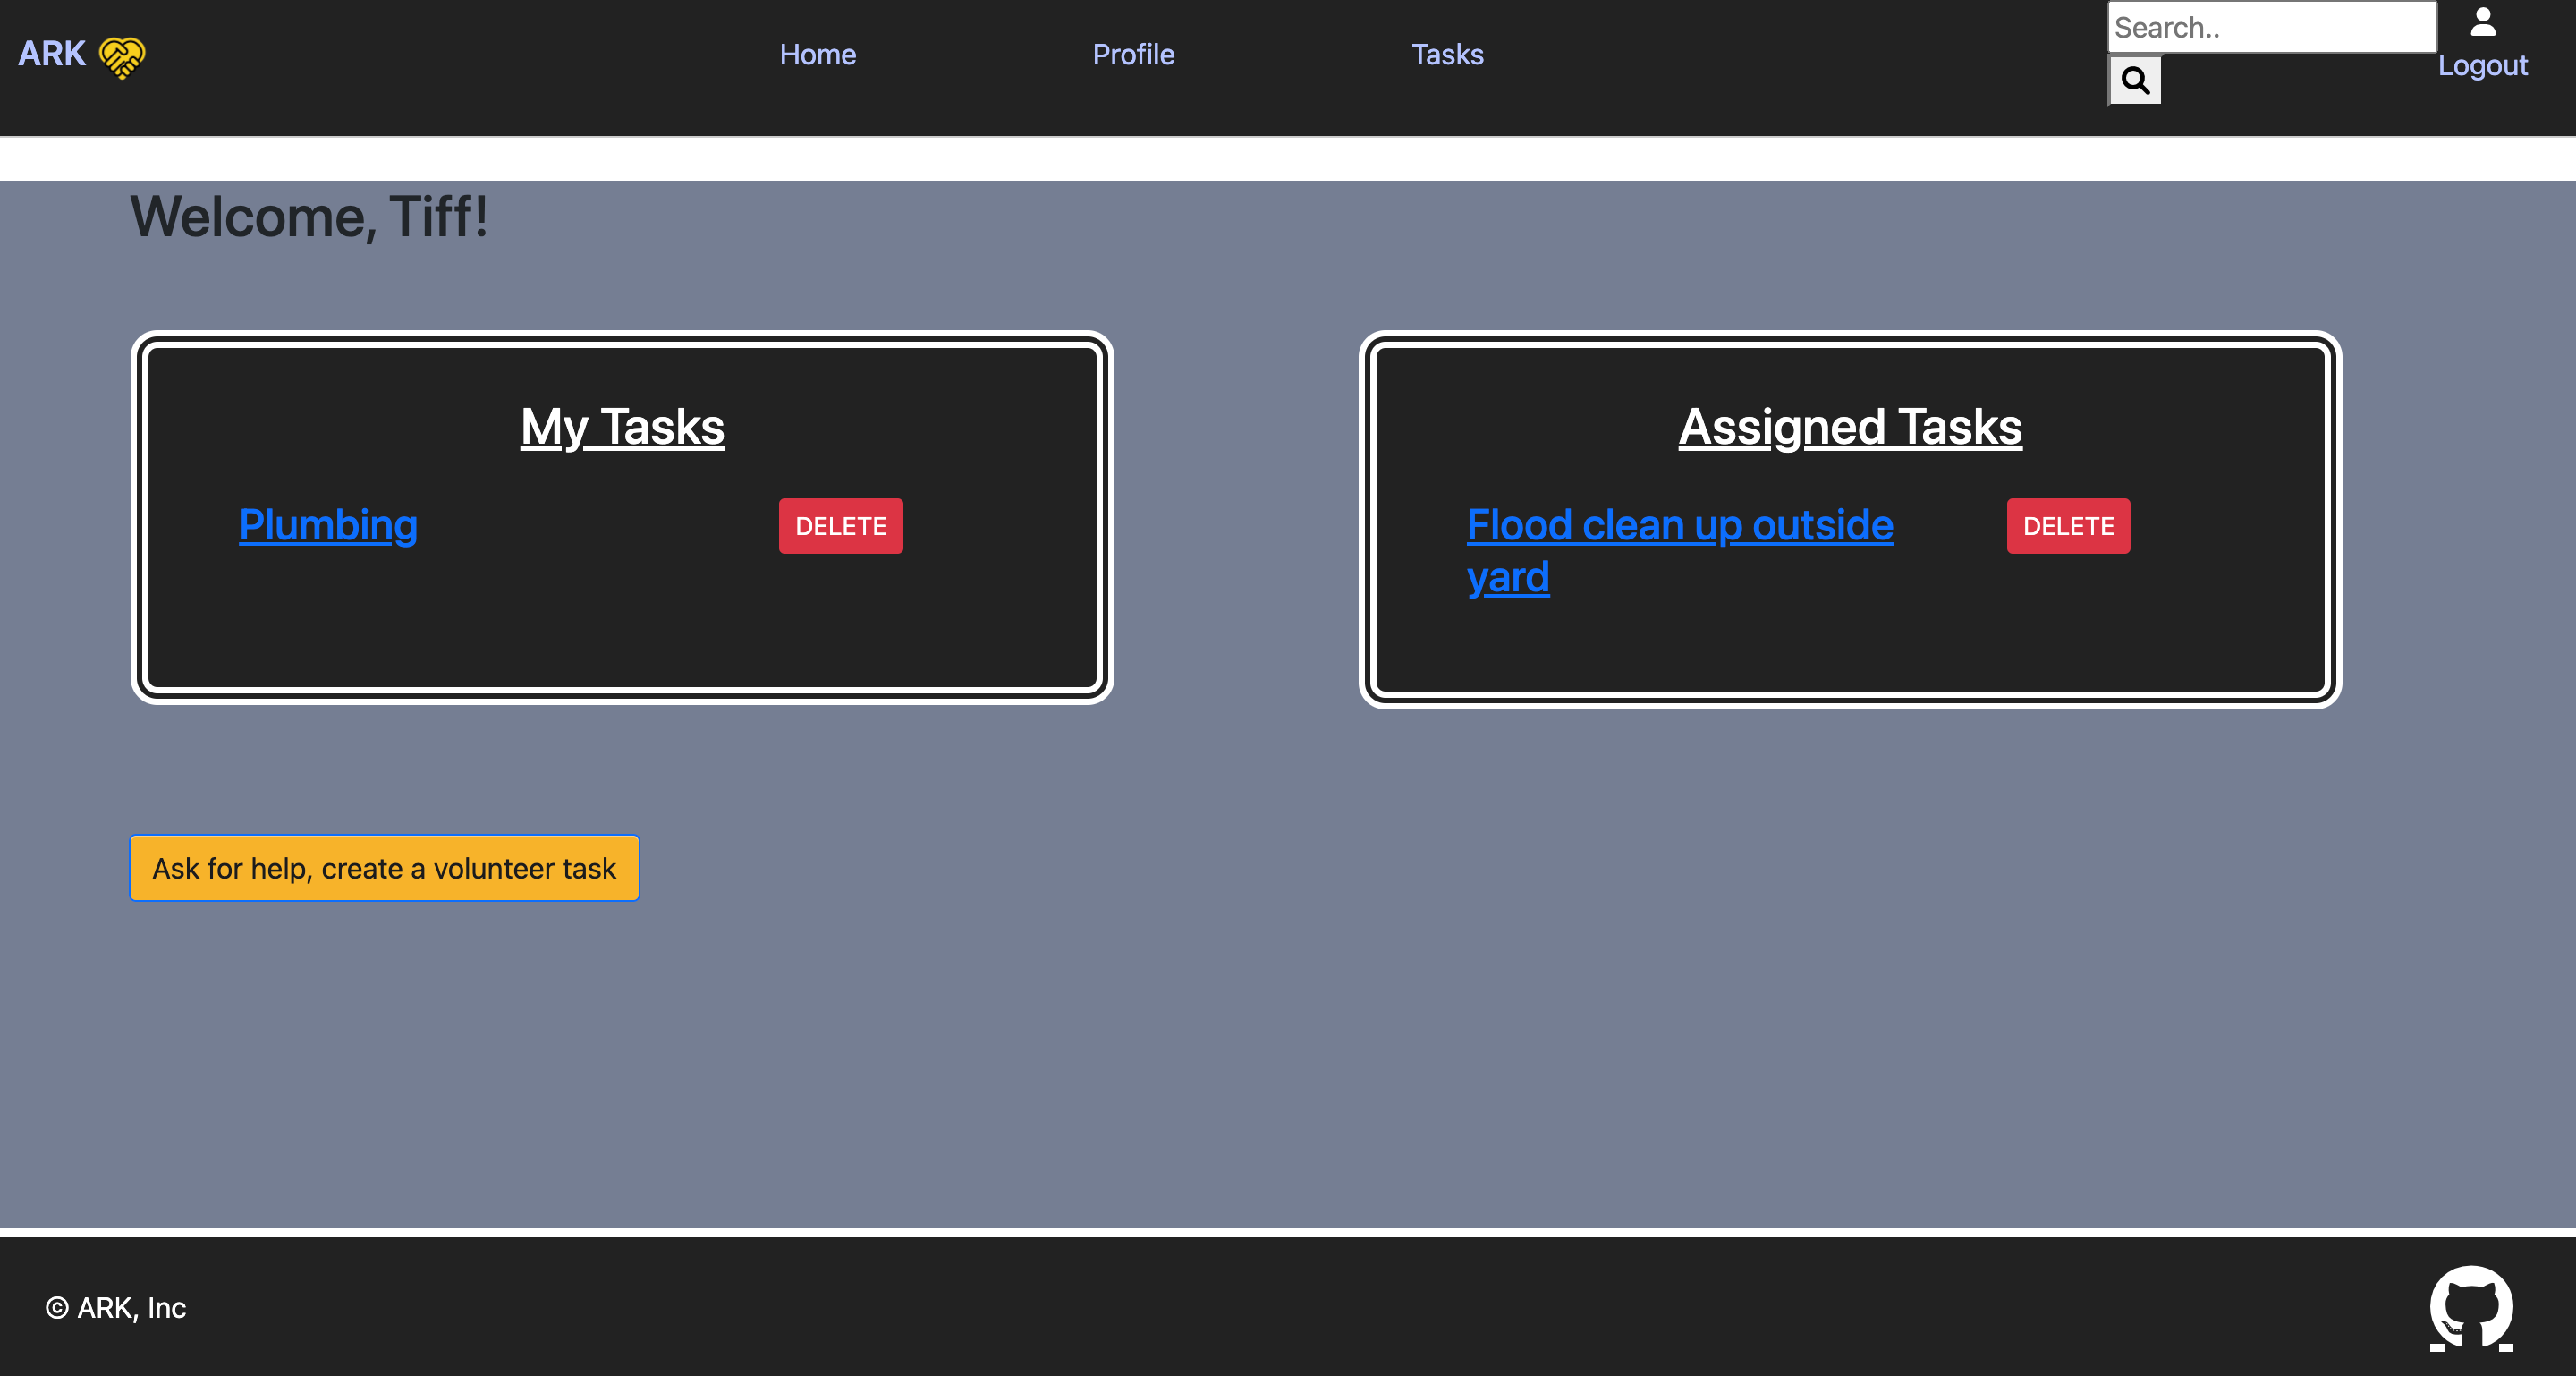 ARK
Home
Profile
Tasks
Search..
Logout
Welcome, Tiff!
My Tasks
Plumbing
DELETE
Assigned Tasks
Flood clean up outside
yard
DELETE
Ask for help, create a volunteer task
© ARK, Inc